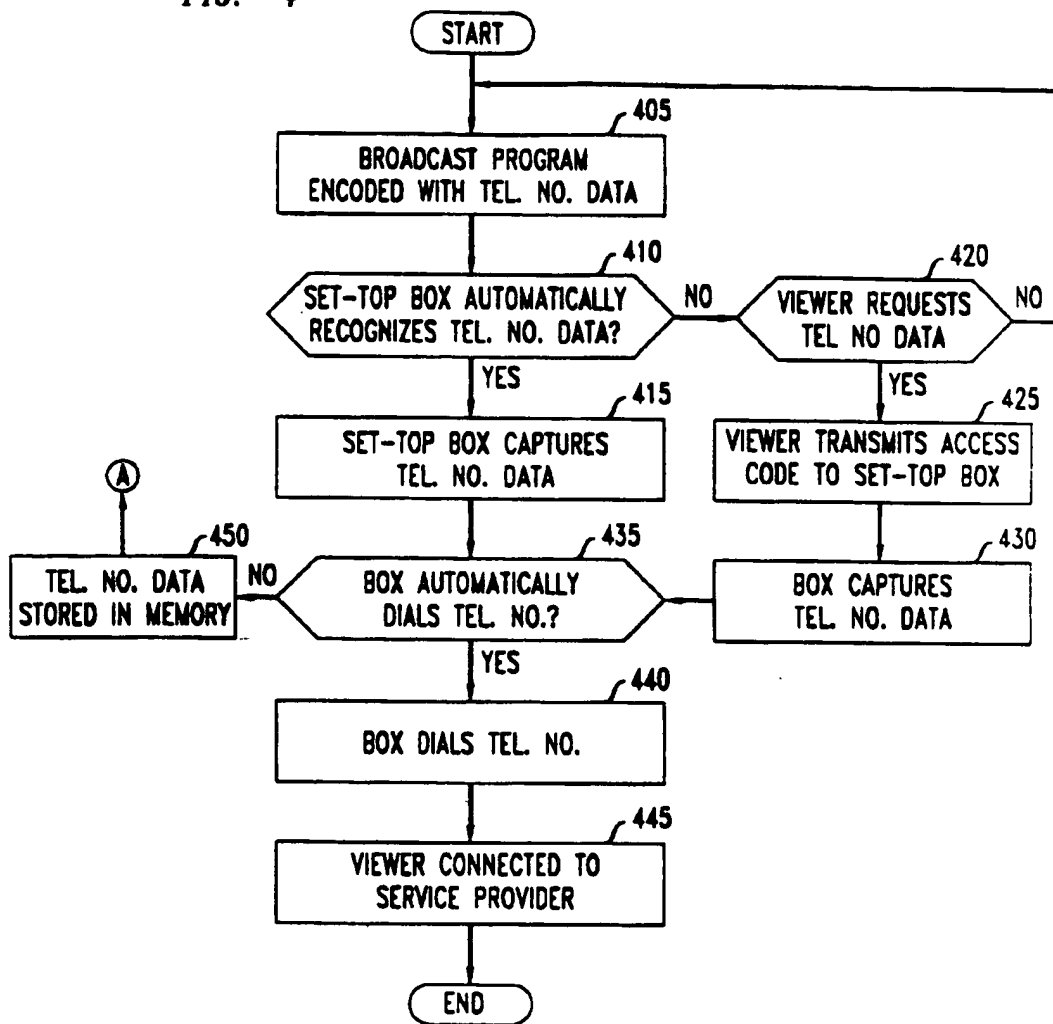 FIG. 4
START
405
BROADCAST PROGRAM
ENCODED WITH TEL. NO. DATA
410
SET-TOP BOX AUTOMATICALLY
RECOGNIZES TEL. NO. DATA?
NO
420
VIEWER REQUESTS
TEL NO DATA
NO
YES
YES
415
SET-TOP BOX CAPTURES
TEL. NO. DATA
425
VIEWER TRANSMITS ACCESS
CODE TO SET-TOP BOX
A
450
TEL. NO. DATA
STORED IN MEMORY
NO
435
BOX AUTOMATICALLY
DIALS TEL. NO.?
430
BOX CAPTURES
TEL. NO. DATA
YES
440
BOX DIALS TEL. NO.
445
VIEWER CONNECTED TO
SERVICE PROVIDER
END